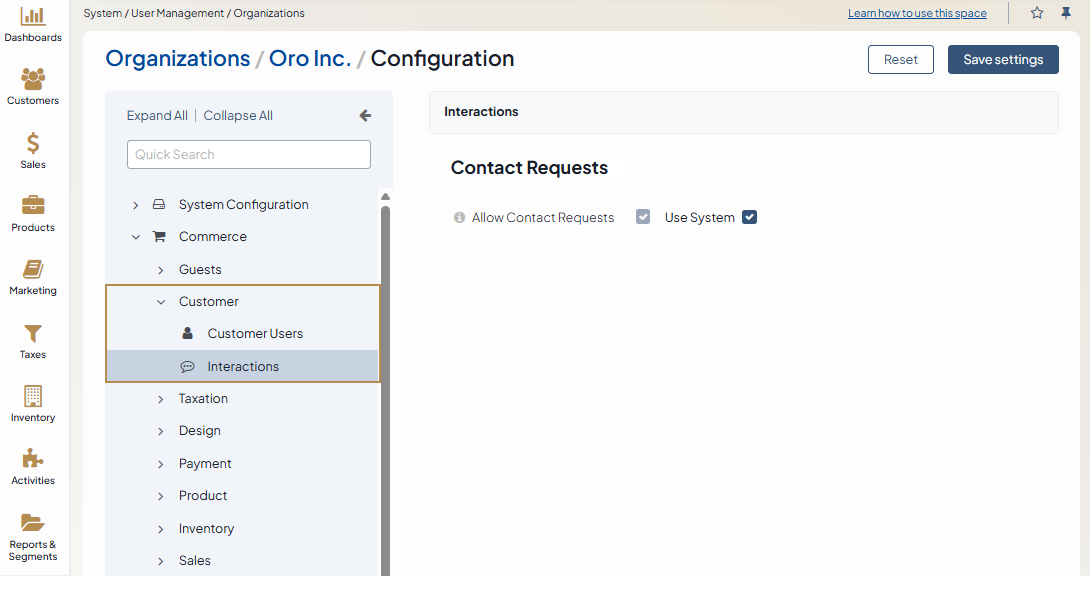 Dashboards
Customers
Sales
Products
Marketing
Taxes
Inventory
Activities
Reports &
Segments
System / User Management / Organizations
Learn how to use this space
Organizations / Oro Inc. / Configuration
Reset
Save settings
Expand All | Collapse All
Quick Search
System Configuration
Commerce
Guests
Customer
Customer Users
Interactions
Taxation
Design
Payment
Product
Inventory
Sales
Interactions
Contact Requests
Allow Contact Requests Use System